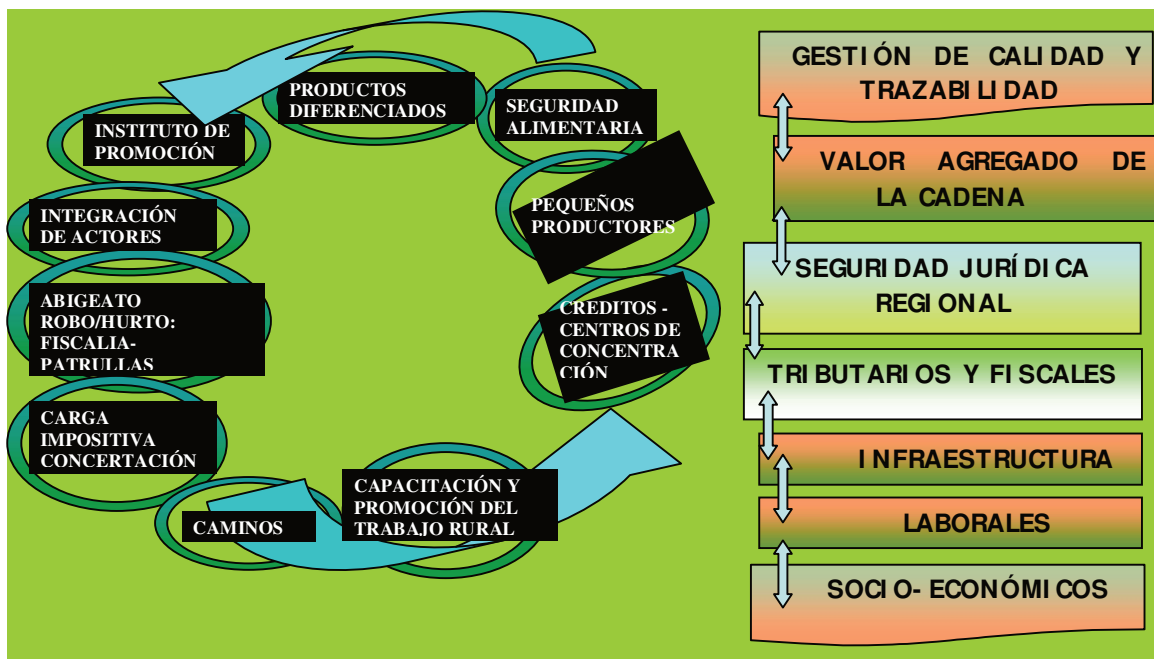 PRODUCTOS
DIFERENCIADOS
SEGURIDAD
ALIMENTARIA
INSTITUTO DE
PROMOCIÓN
PEQUEÑOS
PRODUCTORES
INTEGRACIÓN
DE ACTORES
ABIGEATO
ROBO/HURTO:
FISCALIA-
PATRULLAS
CREDITOS -
CENTROS DE
CONCENTRA
CIÓN
CARGA
IMPOSITIVA
CONCERTACIÓN
CAPACITACIÓN Y
PROMOCIÓN DEL
TRABAJO RURAL
CAMINOS
GESTIÓN DE CALIDAD Y
TRAZABILIDAD
VALOR AGREGADO DE
LA CADENA
SEGURIDAD JURÍDICA
REGIONAL
TRIBUTARIOS Y FISCALES
INFRAESTRUCTURA
LABORALES
SOCIO-ECONÓMICOS